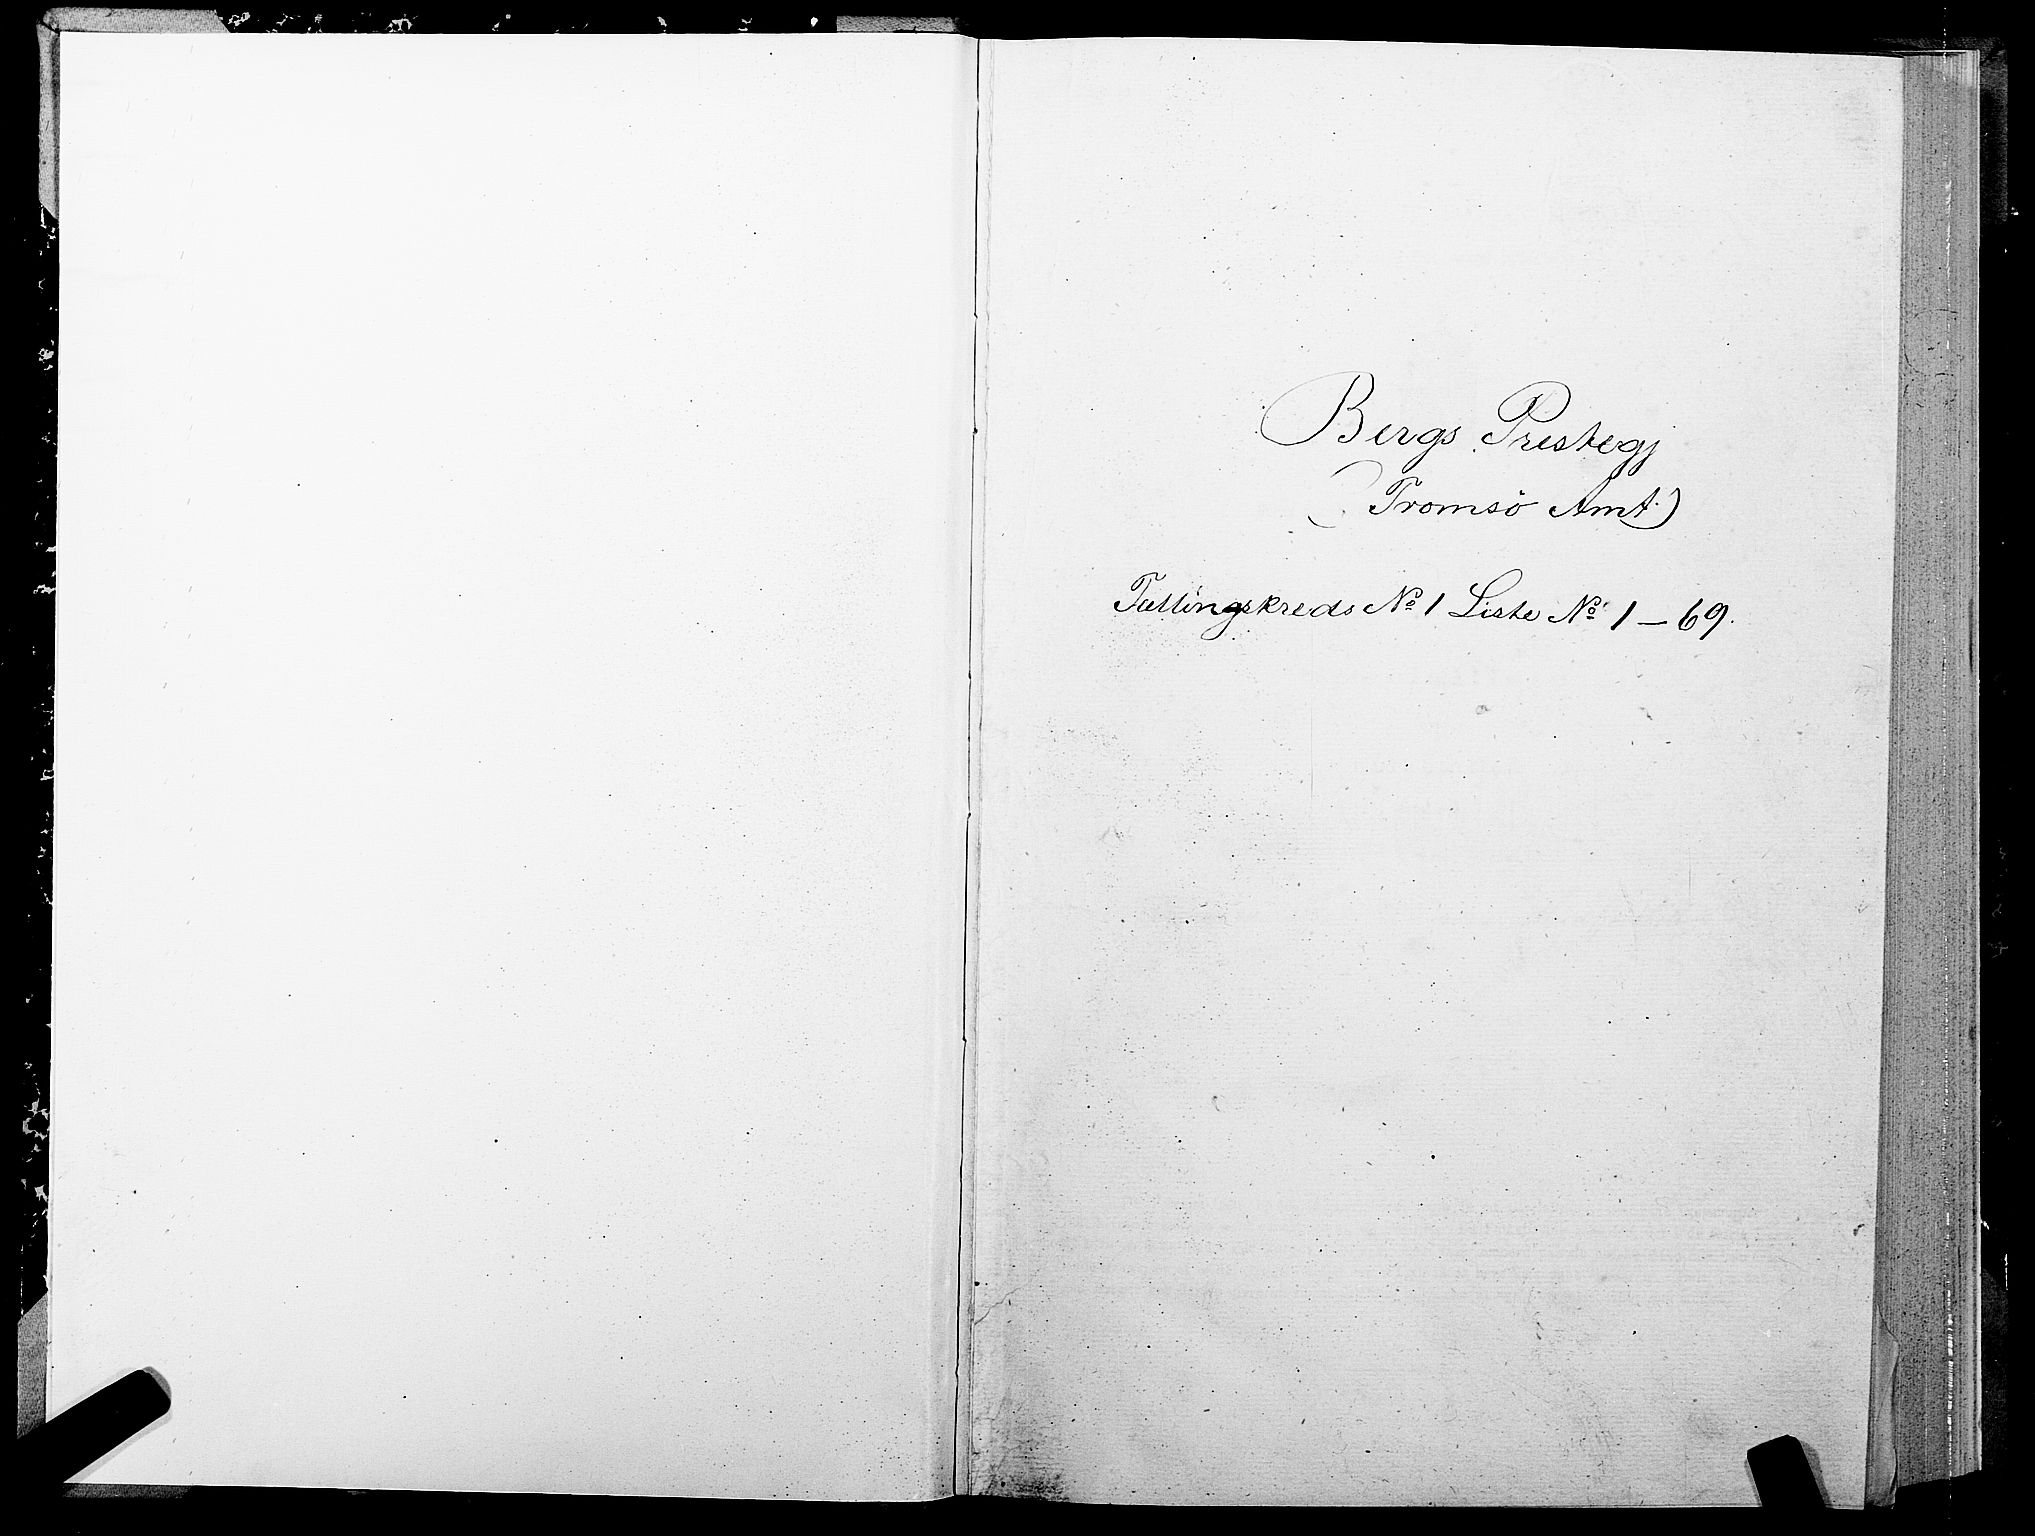 Bergs Prestegj
(Tromsö Amt.)
Tællingskreds № 1 Liste № 1 – 69.